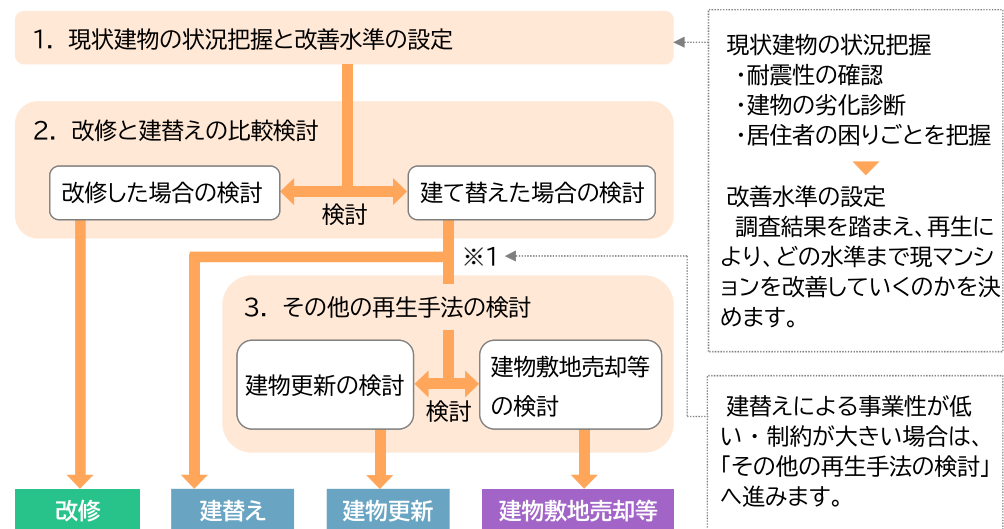 1. 現状建物の状況把握と改善水準の設定
2. 改修と建替えの比較検討
改修した場合の検討
検討
建て替えた場合の検討
※1
3. その他の再生手法の検討
建物更新の検討
検討
建物敷地売却等
の検討
改修
建替え
建物更新
建物敷地売却等
現状建物の状況把握
・耐震性の確認
・建物の劣化診断
・居住者の困りごとを把握
改善水準の設定
調査結果を踏まえ、再生に
より、どの水準まで現マンシ
ョンを改善していくのかを決
めます。
建替えによる事業性が低
い・制約が大きい場合は、
「その他の再生手法の検討」
へ進みます。